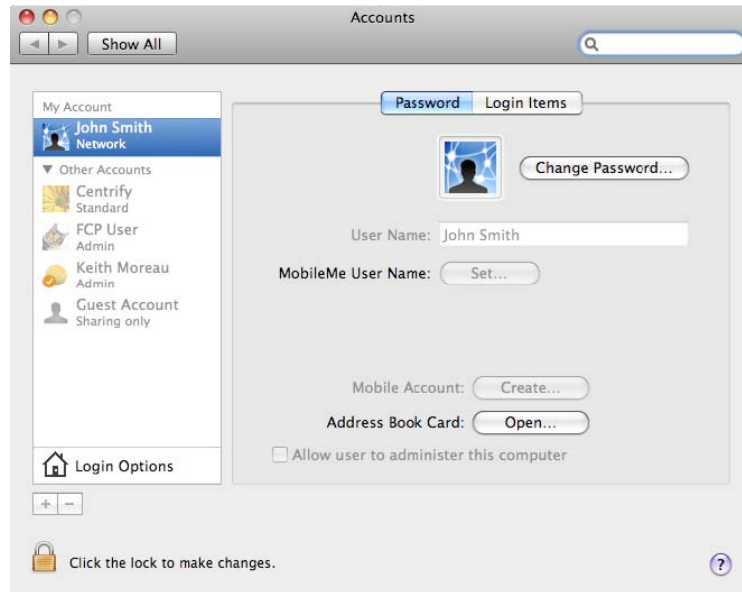 Accounts
Show All
My Account
John Smith
Network
Other Accounts
Centrify
Standard
FCP User
Admin
Keith Moreau
Admin
Guest Account
Sharing only
Login Options
+ −
Password Login Items
Change Password...
User Name: John Smith
MobileMe User Name: Set...
Mobile Account: Create...
Address Book Card: Open...
Allow user to administer this computer
Click the lock to make changes.
?